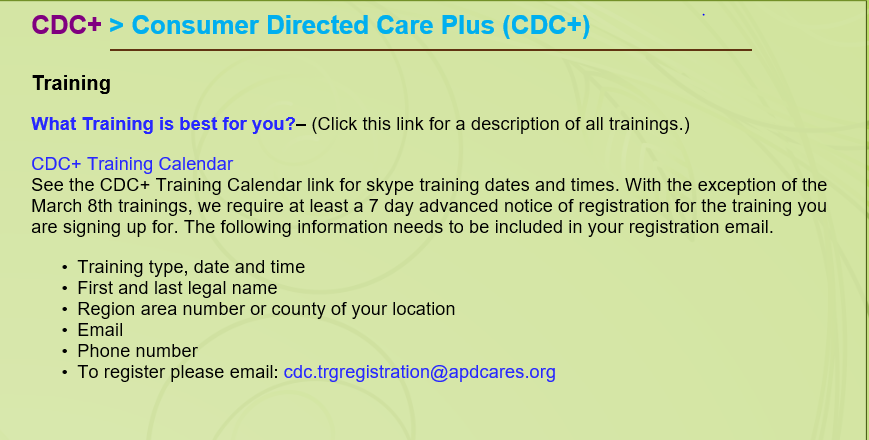 CDC+ > Consumer Directed Care Plus (CDC+)
Training
What Training is best for you?– (Click this link for a description of all trainings.)
CDC+ Training Calendar
See the CDC+ Training Calendar link for skype training dates and times. With the exception of the
March 8th trainings, we require at least a 7 day advanced notice of registration for the training you
are signing up for. The following information needs to be included in your registration email.
• Training type, date and time
• First and last legal name
• Region area number or county of your location
• Email
• Phone number
• To register please email: cdc.trgregistration@apdcares.org